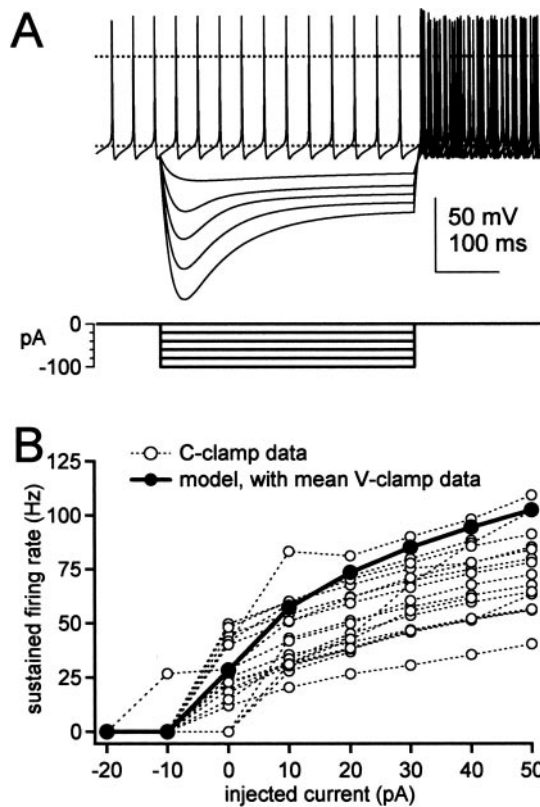 A
50 mV
100 ms
0
pA
-100
B
C-clamp data
model, with mean V-clamp data
sustained firing rate (Hz)
125
100
75
50
25
0
-20 -10 0 10 20 30 40 50
injected current (pA)